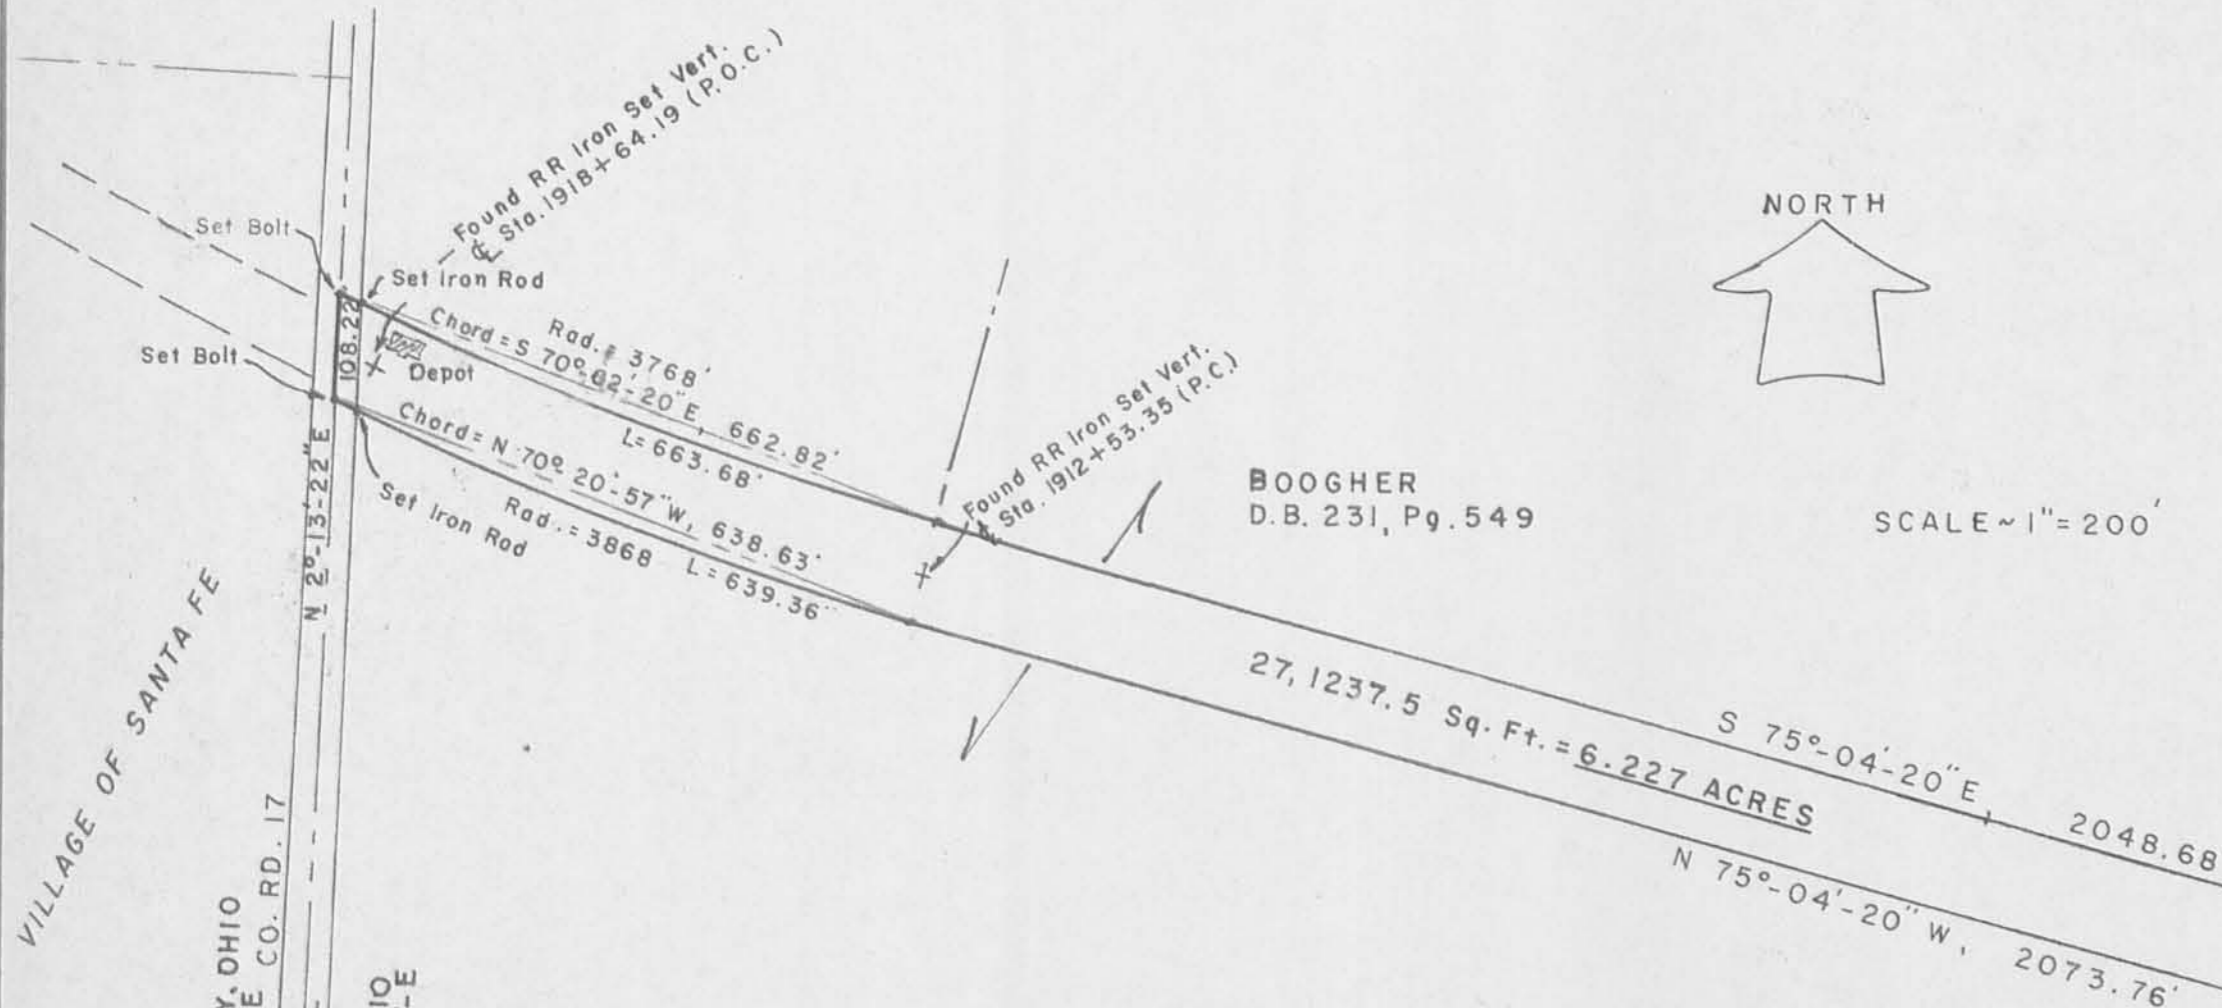 Found RR Iron Set Vert.
℄ Sta. 1918+64.19 (P.O.C.)
NORTH
Set Bolt
Set Iron Rod
108.22
Rad. = 3768'
Chord = S 70°-02'-20"E, 662.82'
L = 663.68'
Set Bolt
Depot
Chord = N 70°-20'-57"W, 638.63'
Rad. = 3868 L = 639.36'
Set Iron Rod
N 2°-13'-22" E
Found RR Iron Set Vert.
Sta. 1912+53.35 (P.C.)
BOOGHER
D.B. 231, Pg. 549
SCALE ~ 1" = 200'
27,1237.5 Sq. Ft. = 6.227 ACRES
S 75°-04'-20" E, 2048.68
N 75°-04'-20" W, 2073.76'
VILLAGE OF SANTA FE
CO. RD. 17
OHIO